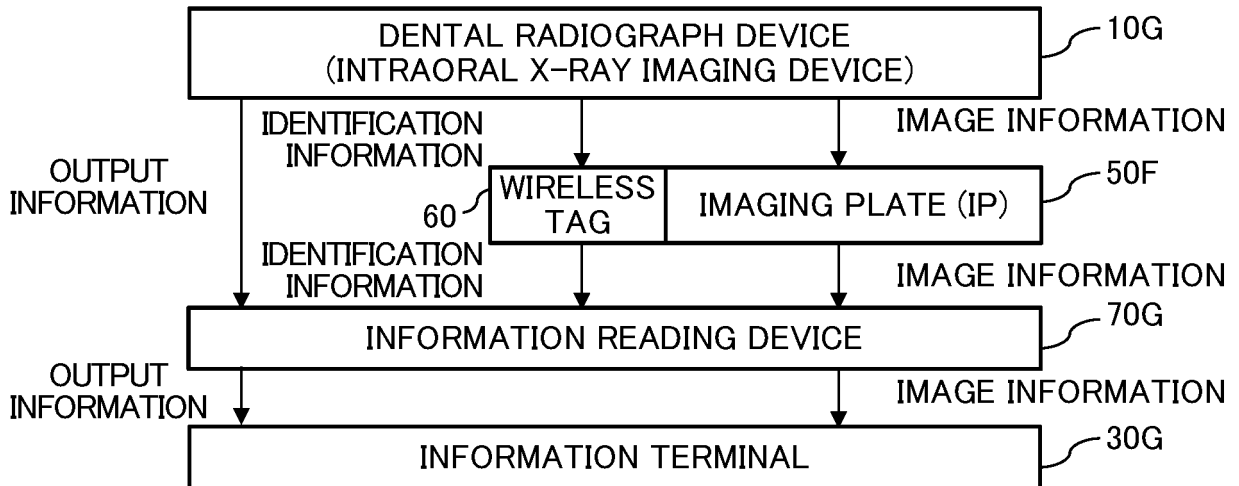 DENTAL RADIOGRAPH DEVICE
(INTRAORAL X-RAY IMAGING DEVICE)
10G
IDENTIFICATION
INFORMATION
IMAGE INFORMATION
OUTPUT
INFORMATION
60
WIRELESS
TAG
IMAGING PLATE (IP)
50F
IDENTIFICATION
INFORMATION
IMAGE INFORMATION
INFORMATION READING DEVICE
70G
OUTPUT
INFORMATION
IMAGE INFORMATION
INFORMATION TERMINAL
30G